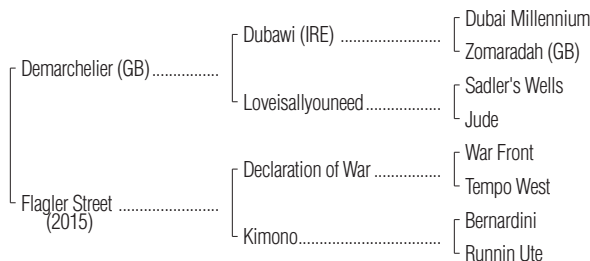 Dubai Millennium
Dubawi (IRE)
Zomaradah (GB)
Demarchelier (GB)
Sadler's Wells
Loveisallyouneed
Jude
War Front
Declaration of War
Tempo West
Flagler Street
(2015)
Bernardini
Kimono
Runnin Ute